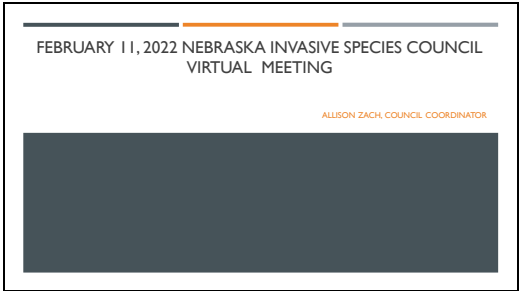 FEBRUARY 11, 2022 NEBRASKA INVASIVE SPECIES COUNCIL
VIRTUAL MEETING
ALLISON ZACH, COUNCIL COORDINATOR